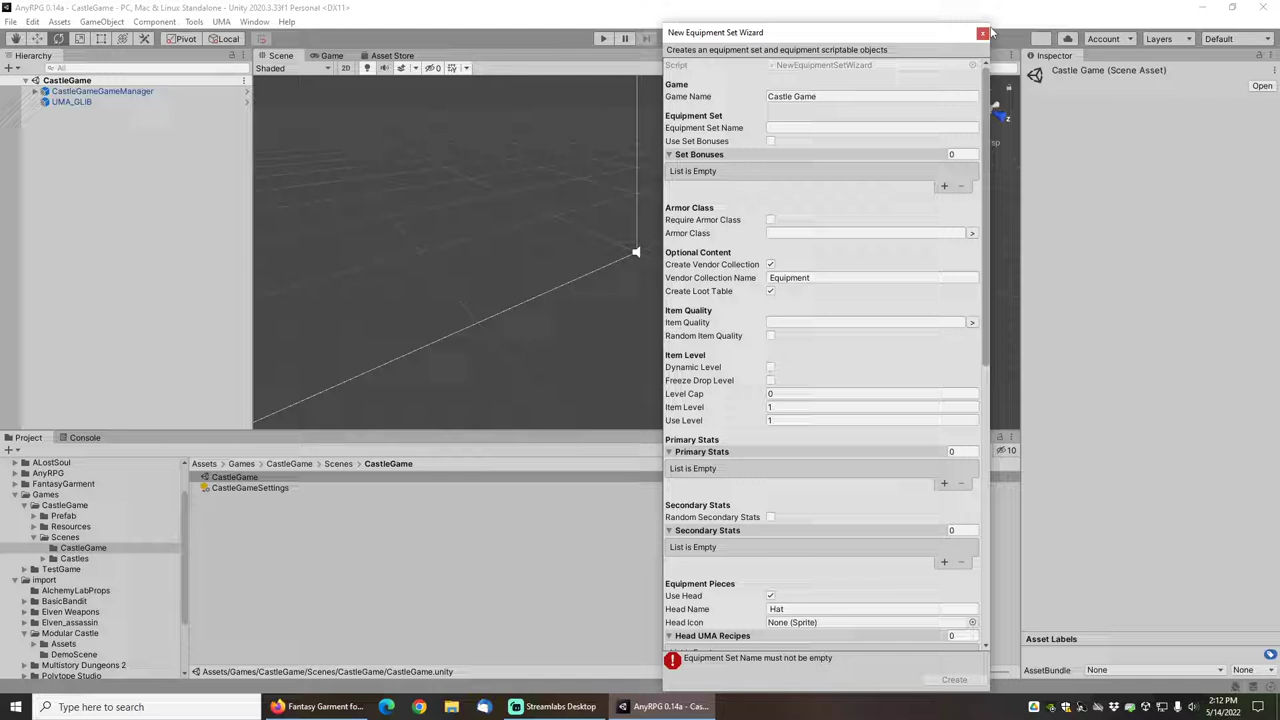 AnyRPG 0.14a - CastleGame - PC, Mac & Linux Standalone - Unity 2020.3.33f1 Personal <DX11>
File Edit Assets GameObject Component Tools UMA Window Help
Pivot Local
Account Layers Default
Hierarchy
All
CastleGame
CastleGameGameManager
UMA_GLIB
Scene Game Asset Store
Shaded 2D 0
New Equipment Set Wizard
Creates an equipment set and equipment scriptable objects
Script NewEquipmentSetWizard
Game
Game Name Castle Game
Equipment Set
Equipment Set Name
Use Set Bonuses
Set Bonuses 0
List is Empty
Armor Class
Require Armor Class
Armor Class
Optional Content
Create Vendor Collection
Vendor Collection Name Equipment
Create Loot Table
Item Quality
Item Quality
Random Item Quality
Item Level
Dynamic Level
Freeze Drop Level
Level Cap 0
Item Level 1
Use Level 1
Primary Stats
Primary Stats 0
List is Empty
Secondary Stats
Random Secondary Stats
Secondary Stats 0
List is Empty
Equipment Pieces
Use Head
Head Name Hat
Head Icon None (Sprite)
Head UMA Recipes 0
Equipment Set Name must not be empty
Create
Inspector
Castle Game (Scene Asset)
Open
z
10
Asset Labels
AssetBundle None None
Project Console
ALostSoul
AnyRPG
FantasyGarment
Games
CastleGame
Prefab
Resources
Scenes
CastleGame
Castles
TestGame
import
AlchemyLabProps
BasicBandit
Elven Weapons
Elven_assassin
Modular Castle
Assets
DemoScene
Multistory Dungeons 2
Polytope Studio
Assets Games CastleGame Scenes CastleGame
CastleGame
CastleGameSettings
Assets/Games/CastleGame/Scenes/CastleGame/CastleGame.unity
Type here to search
Fantasy Garment fo...
Streamlabs Desktop
AnyRPG 0.14a - Cas...
2:12 PM
5/14/2022